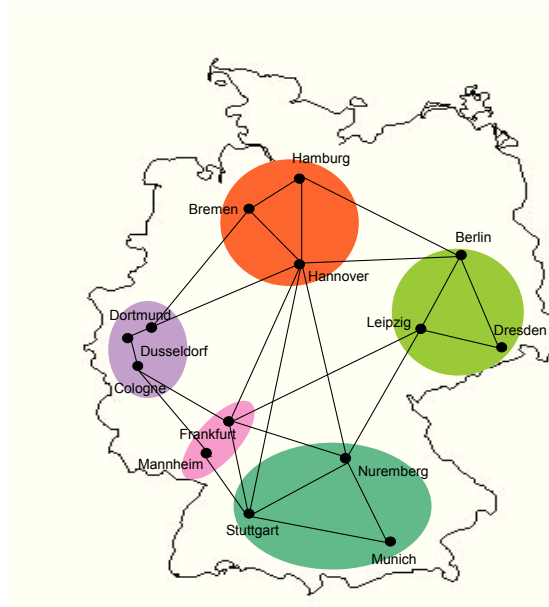 Hamburg
Bremen
Berlin
Hannover
Dortmund
Leipzig
Dresden
Dusseldorf
Cologne
Frankfurt
Mannheim
Nuremberg
Stuttgart
Munich